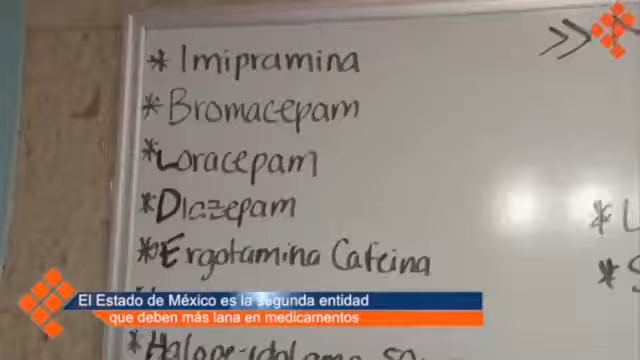 * Imipramina
* Bromacepam
* Loracepam
* Diazepam
* Ergotamina Cafeina
El Estado de México es la segunda entidad
que deben más lana en medicamentos